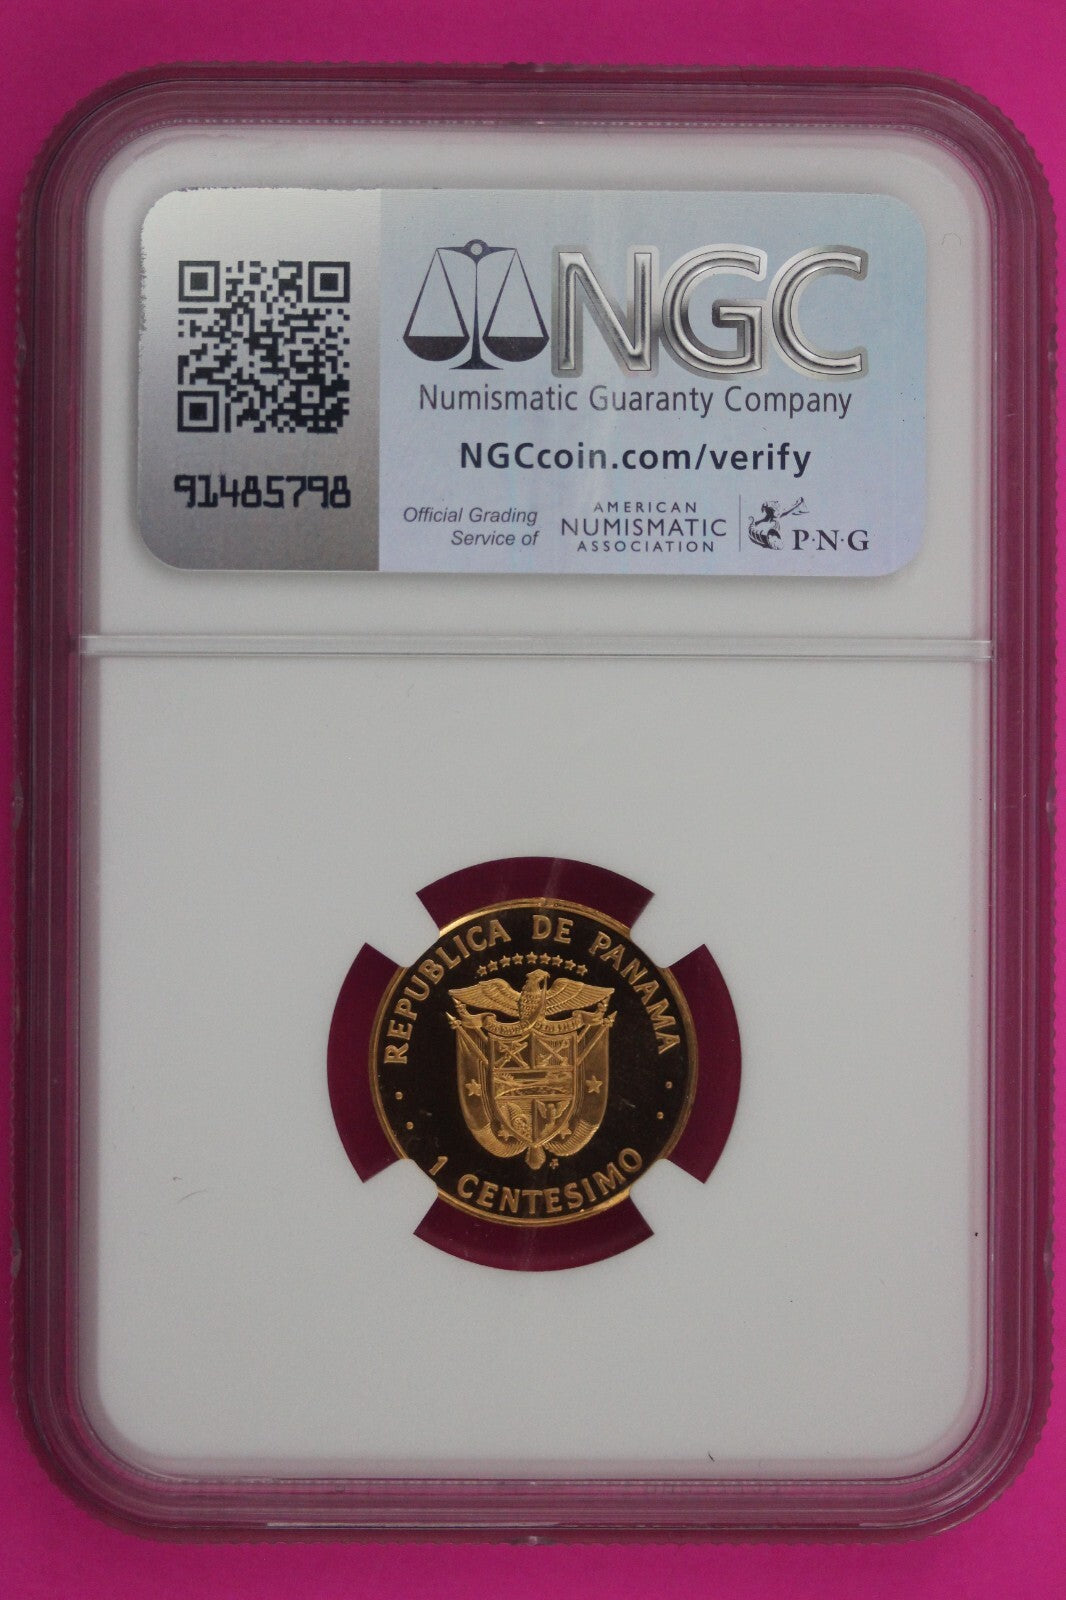 NGC
Numismatic Guaranty Company
NGCcoin.com/verify
91485798
Official Grading
Service of
AMERICAN
NUMISMATIC
ASSOCIATION
P·N·G
REPUBLICA DE PANAMA
1 CENTESIMO